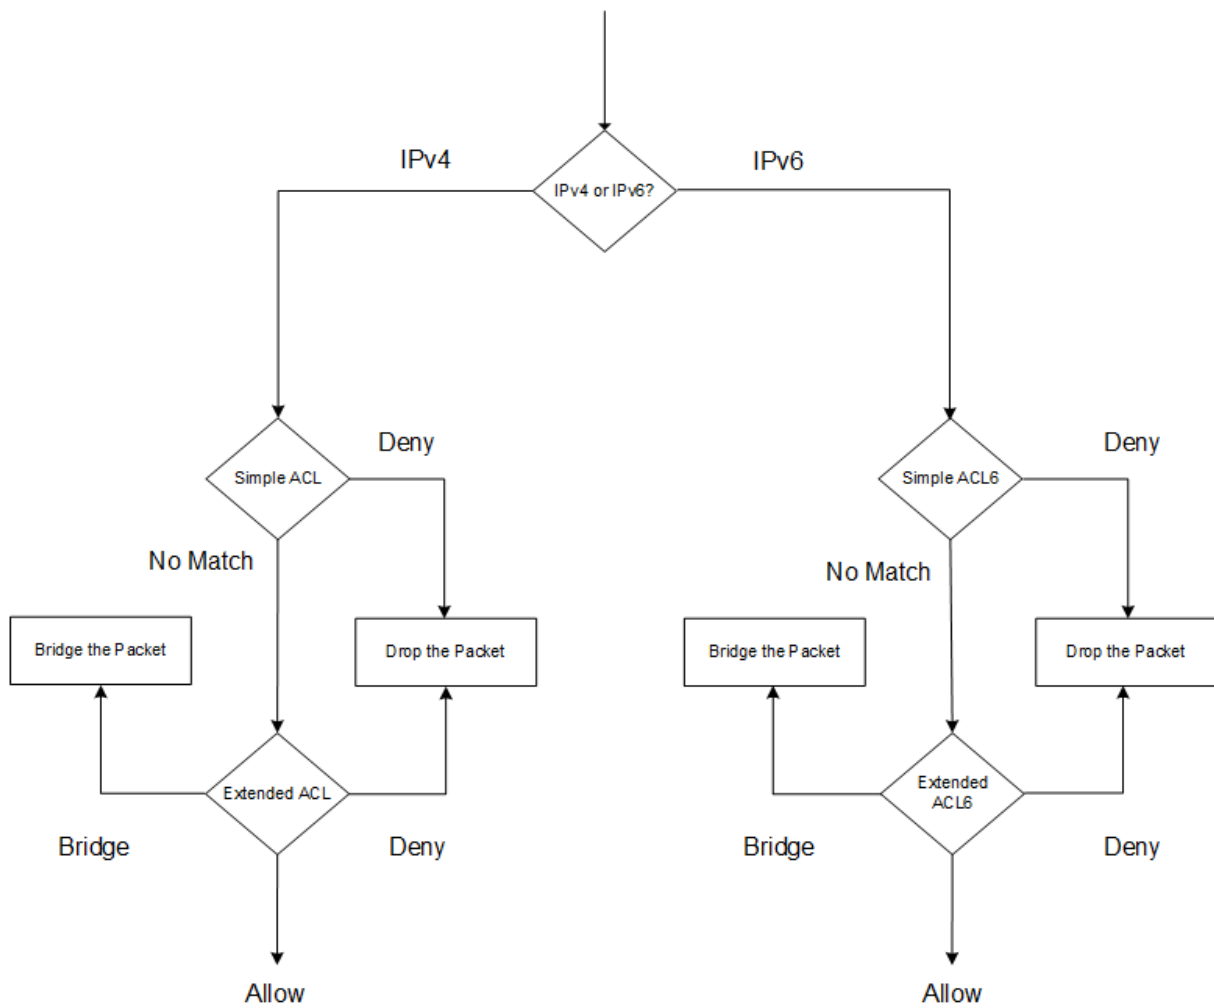 IPv4
IPv6
IPv4 or IPv6?
Deny
Deny
Simple ACL
Simple ACL6
No Match
No Match
Bridge the Packet
Drop the Packet
Bridge the Packet
Drop the Packet
Extended ACL
Extended
ACL6
Bridge
Deny
Bridge
Deny
Allow
Allow